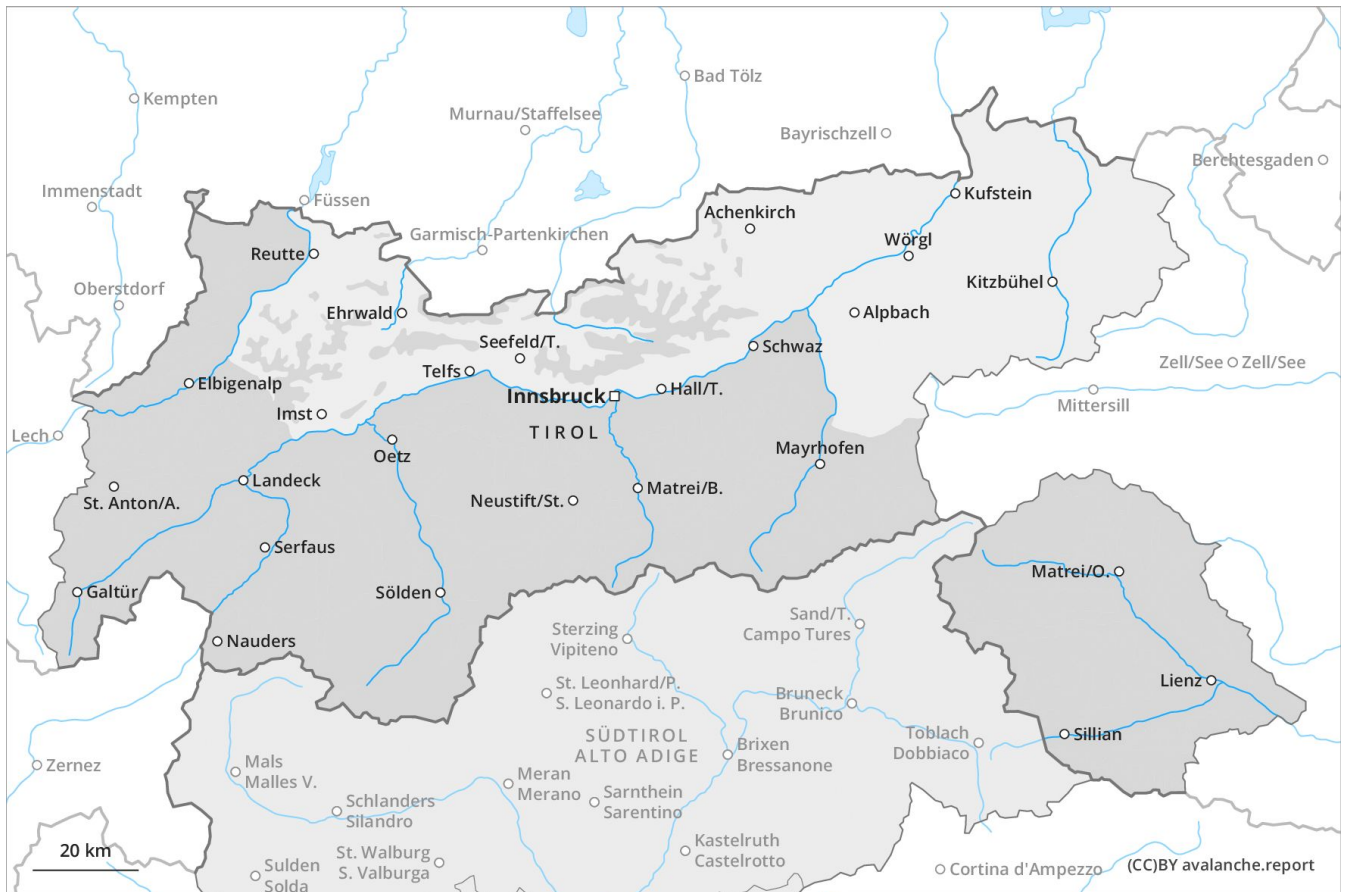 Bad Tölz
Kempten
Murnau/Staffelsee
Bayrischzell
Berchtesgaden
Immenstadt
Füssen
Kufstein
Achenkirch
Garmisch-Partenkirchen
Wörgl
Reutte
Kitzbühel
Oberstdorf
Ehrwald
Alpbach
Seefeld/T.
Schwaz
Zell/See
Zell/See
Telfs
Elbigenalp
Innsbruck
Hall/T.
Mittersill
Imst
TIROL
Lech
Oetz
Mayrhofen
Landeck
Matrei/B.
St. Anton/A.
Neustift/St.
Serfaus
Matrei/O.
Galtür
Sölden
Sand/T.
Campo Tures
Sterzing
Vipiteno
Nauders
Lienz
St. Leonhard/P.
S. Leonardo i. P.
Bruneck
Brunico
SÜDTIROL
ALTO ADIGE
Toblach
Dobbiaco
Sillian
Brixen
Bressanone
Zernez
Mals
Malles V.
Meran
Merano
Sarnthein
Sarentino
Schlanders
Silandro
Kastelruth
Castelrotto
20 km
St. Walburg
S. Valburga
Sulden
Solda
Cortina d'Ampezzo
(CC)BY avalanche.report